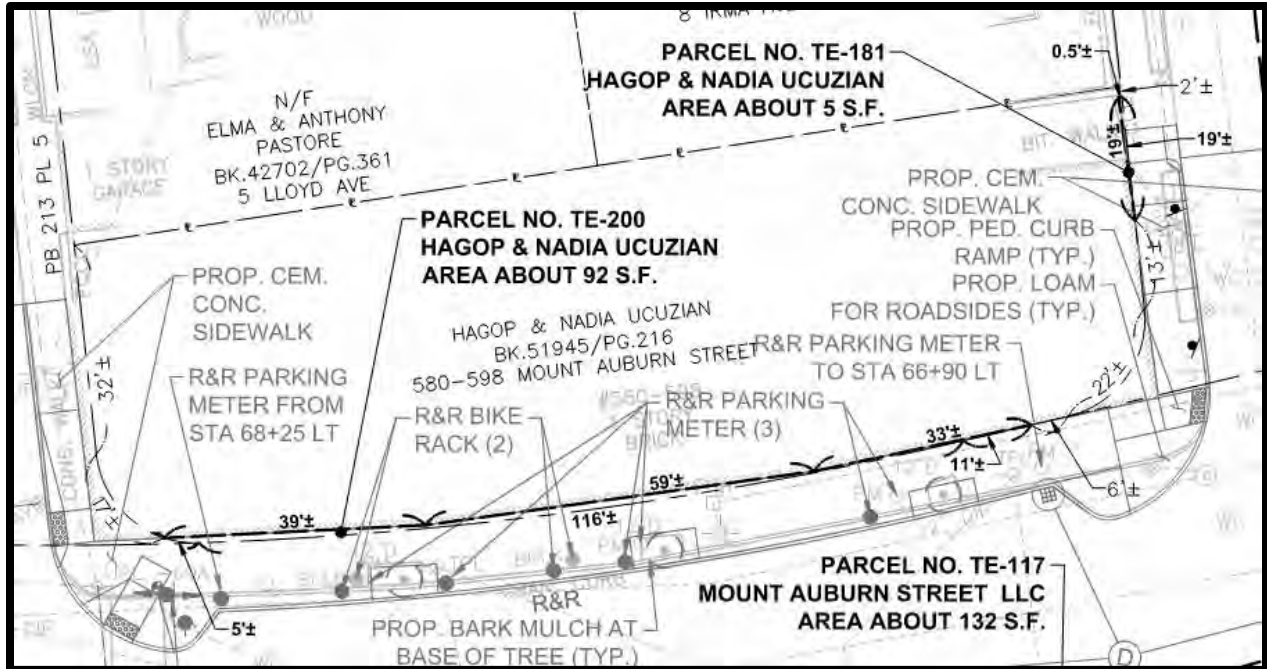 WOOD
PARCEL NO. TE-181
HAGOP & NADIA UCUZIAN
AREA ABOUT 5 S.F.
0.5'±
2'±
19'±
19'±
N/F
ELMA & ANTHONY
PASTORE
BK.42702/PG.361
5 LLOYD AVE
PB 213 PL 5
1 STORY
GARAGE
PARCEL NO. TE-200
HAGOP & NADIA UCUZIAN
AREA ABOUT 92 S.F.
PROP. CEM.
CONC. SIDEWALK
PROP. PED. CURB
RAMP (TYP.)
PROP. LOAM
FOR ROADSIDES (TYP.)
13'±
PROP. CEM.
CONC.
SIDEWALK
HAGOP & NADIA UCUZIAN
BK.51945/PG.216
580-598 MOUNT AUBURN STREET
R&R PARKING METER
TO STA 66+90 LT
22'±
32'±
R&R PARKING
METER FROM
STA 68+25 LT
R&R BIKE
RACK (2)
R&R PARKING
METER (3)
BRICK
CONC. WALK
17'±
39'±
59'±
116'±
33'±
11'±
6'±
5'±
R&R
PROP. BARK MULCH AT
BASE OF TREE (TYP.)
PARCEL NO. TE-117
MOUNT AUBURN STREET LLC
AREA ABOUT 132 S.F.
D